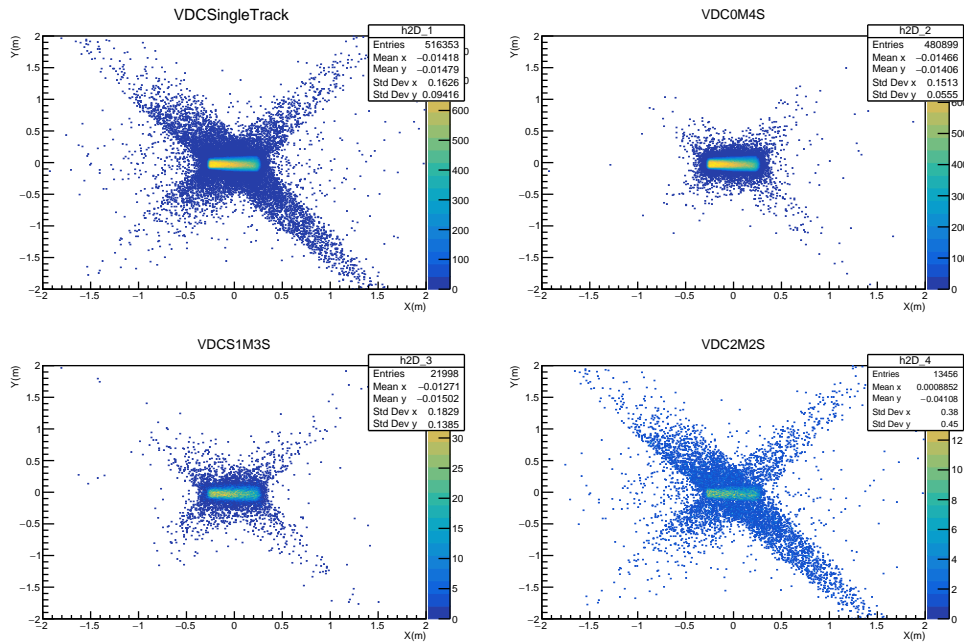 VDCSingleTrack
h2D_1
Entries 516353
Mean x −0.01418
Mean y −0.01479
Std Dev x 0.1626
Std Dev y 0.09416
Y(m)
2
1.5
1
0.5
0
−0.5
−1
−1.5
−2
−2 −1.5 −1 −0.5 0 0.5 1 1.5 2
X(m)
600
500
400
300
200
100
0
VDC0M4S
h2D_2
Entries 480899
Mean x −0.01466
Mean y −0.01406
Std Dev x 0.1513
Std Dev y 0.0555
Y(m)
2
1.5
1
0.5
0
−0.5
−1
−1.5
−2
−2 −1.5 −1 −0.5 0 0.5 1 1.5 2
X(m)
500
400
300
200
100
0
VDCS1M3S
h2D_3
Entries 21998
Mean x −0.01271
Mean y −0.01502
Std Dev x 0.1829
Std Dev y 0.1385
Y(m)
2
1.5
1
0.5
0
−0.5
−1
−1.5
−2
−2 −1.5 −1 −0.5 0 0.5 1 1.5 2
X(m)
30
25
20
15
10
5
0
VDC2M2S
h2D_4
Entries 13456
Mean x 0.0008852
Mean y −0.04108
Std Dev x 0.38
Std Dev y 0.45
Y(m)
2
1.5
1
0.5
0
−0.5
−1
−1.5
−2
−2 −1.5 −1 −0.5 0 0.5 1 1.5 2
X(m)
12
10
8
6
4
2
0